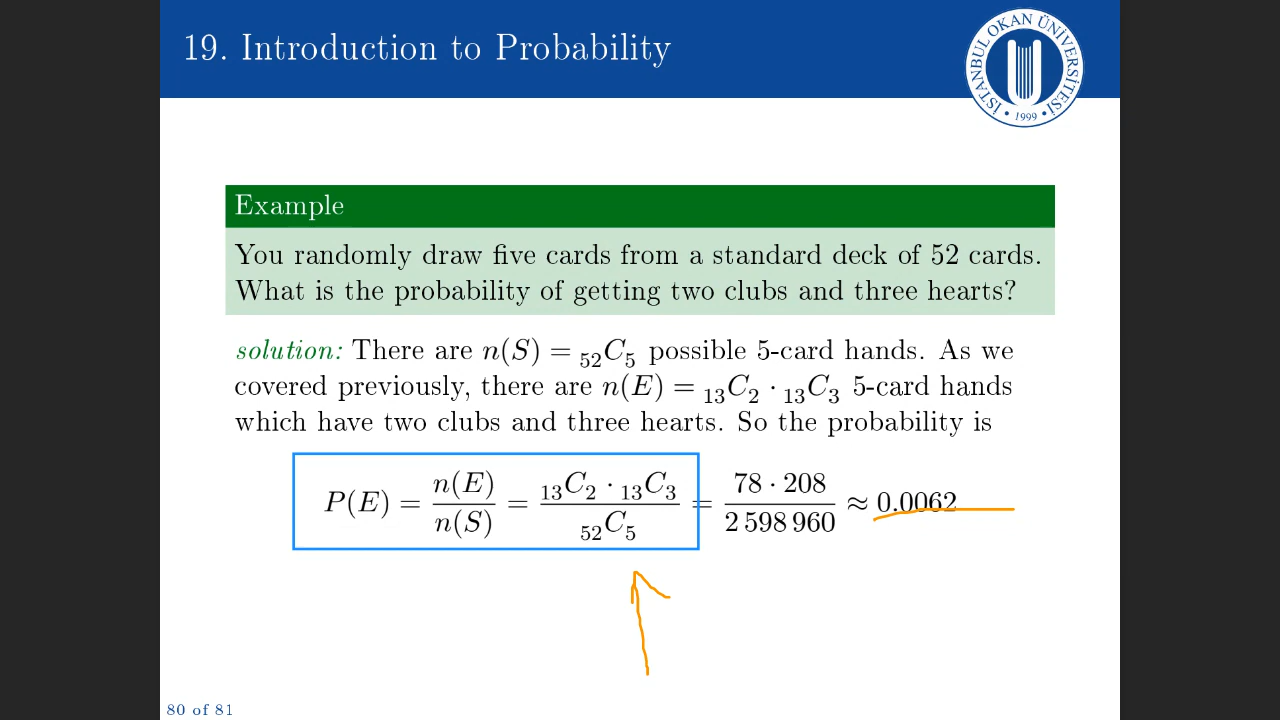 19. Introduction to Probability
İSTANBUL OKAN ÜNİVERSİTESİ
• 1999 •
Example
You randomly draw five cards from a standard deck of 52 cards.
What is the probability of getting two clubs and three hearts?
solution: There are n(S) = ₅₂C₅ possible 5-card hands. As we
covered previously, there are n(E) = ₁₃C₂ · ₁₃C₃ 5-card hands
which have two clubs and three hearts. So the probability is
P(E) = n(E)/n(S) = ₁₃C₂ · ₁₃C₃/₅₂C₅ = 78 · 208/2 598 960 ≈ 0.0062
80 of 81